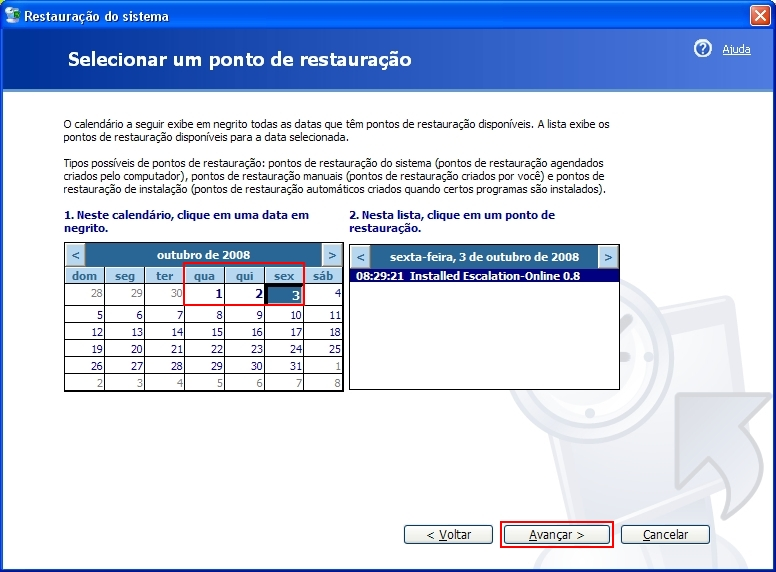 Restauração do sistema
Selecionar um ponto de restauração
Ajuda
O calendário a seguir exibe em negrito todas as datas que têm pontos de restauração disponíveis. A lista exibe os
pontos de restauração disponíveis para a data selecionada.
Tipos possíveis de pontos de restauração: pontos de restauração do sistema (pontos de restauração agendados
criados pelo computador), pontos de restauração manuais (pontos de restauração criados por você) e pontos de
restauração de instalação (pontos de restauração automáticos criados quando certos programas são instalados).
1. Neste calendário, clique em uma data em
negrito.
< outubro de 2008 >
dom seg ter qua qui sex sáb
28 29 30 1 2 3 4
5 6 7 8 9 10 11
12 13 14 15 16 17 18
19 20 21 22 23 24 25
26 27 28 29 30 31 1
2 3 4 5 6 7 8
2. Nesta lista, clique em um ponto de
restauração.
< sexta-feira, 3 de outubro de 2008 >
08:29:21 Installed Escalation-Online 0.8
< Voltar
Avançar >
Cancelar